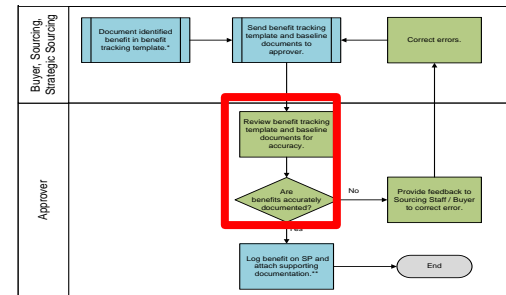 Buyer, Sourcing,
Strategic Sourcing
Document identified
benefit in benefit
tracking template.*
Send benefit tracking
template and baseline
documents to
approver.
Correct errors.
Approver
Review benefit tracking
template and baseline
documents for
accuracy.
Are
benefits accurately
documented?
No
Provide feedback to
Sourcing Staff / Buyer
to correct error.
Yes
Log benefit on SP and
attach supporting
documentation.**
End